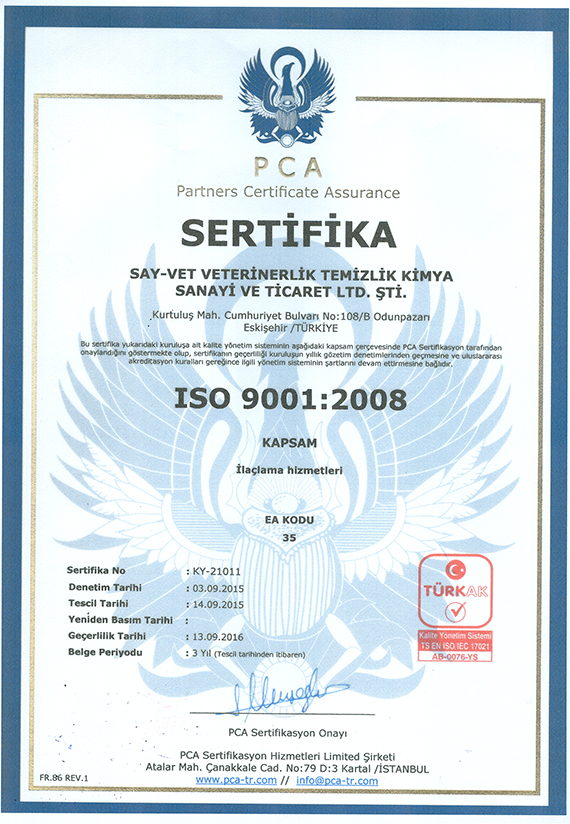 PCA
Partners Certificate Assurance
SERTİFİKA
SAY-VET VETERİNERLİK TEMİZLİK KİMYA
SANAYİ VE TİCARET LTD. ŞTİ.
Kurtuluş Mah. Cumhuriyet Bulvarı No:108/B Odunpazarı
Eskişehir /TÜRKİYE
Bu sertifika yukarıdaki kuruluşa ait kalite yönetim sisteminin aşağıdaki kapsam çerçevesinde PCA Sertifikasyon tarafından
onaylandığını göstermekte olup, sertifikanın geçerliliği kuruluşun yıllık gözetim denetimlerinden geçmesine ve uluslararası
akreditasyon kuralları gereğince ilgili yönetim sisteminin şartlarını devam ettirmesine bağlıdır.
ISO 9001:2008
KAPSAM
İlaçlama hizmetleri
EA KODU
35
Sertifika No : KY-21011
Denetim Tarihi : 03.09.2015
Tescil Tarihi : 14.09.2015
Yeniden Basım Tarihi :
Geçerlilik Tarihi : 13.09.2016
Belge Periyodu : 3 Yıl (Tescil tarihinden itibaren)
TÜRKAK
Kalite Yönetim Sistemi
TS EN ISO/IEC 17021
AB-0076-YS
PCA Sertifikasyon Onayı
PCA Sertifikasyon Hizmetleri Limited Şirketi
Atalar Mah. Çanakkale Cad. No:79 D:3 Kartal /İSTANBUL
www.pca-tr.com // info@pca-tr.com
FR.86 REV.1